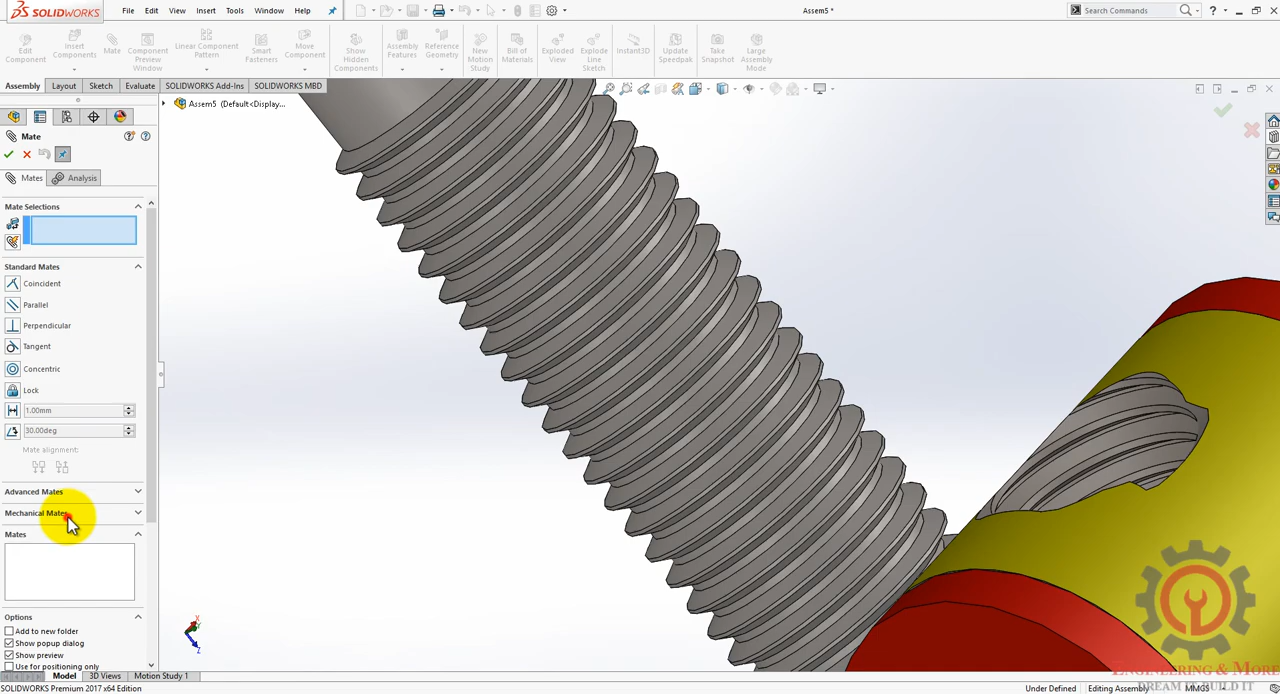 SOLIDWORKS
File Edit View Insert Tools Window Help
Assem5 *
Search Commands
Edit Component
Insert Components
Mate
Component Preview Window
Linear Component Pattern
Smart Fasteners
Move Component
Show Hidden Components
Assembly Features
Reference Geometry
New Motion Study
Bill of Materials
Exploded View
Explode Line Sketch
Instant3D
Update Speedpak
Take Snapshot
Large Assembly Mode
Assembly Layout Sketch Evaluate SOLIDWORKS Add-Ins SOLIDWORKS MBD
Assem5 (Default<Display...
Mate
Mates Analysis
Mate Selections
Standard Mates
Coincident
Parallel
Perpendicular
Tangent
Concentric
Lock
1.00mm
30.00deg
Mate alignment:
Advanced Mates
Mechanical Mates
Mates
Options
Add to new folder
Show popup dialog
Show preview
Use for positioning only
X
Z
ENGINEERING & MORE
DREAM IT BUILD IT
Model 3D Views Motion Study 1
SOLIDWORKS Premium 2017 x64 Edition
Under Defined Editing Assembly MMGS